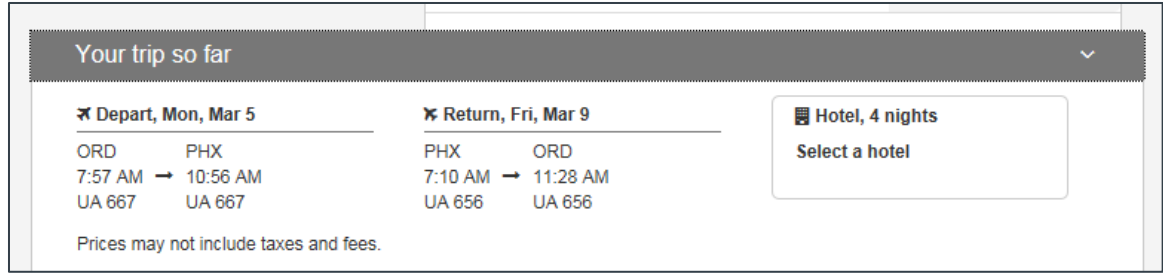 Your trip so far
Depart, Mon, Mar 5
ORD PHX
7:57 AM → 10:56 AM
UA 667 UA 667
Return, Fri, Mar 9
PHX ORD
7:10 AM → 11:28 AM
UA 656 UA 656
Hotel, 4 nights
Select a hotel
Prices may not include taxes and fees.